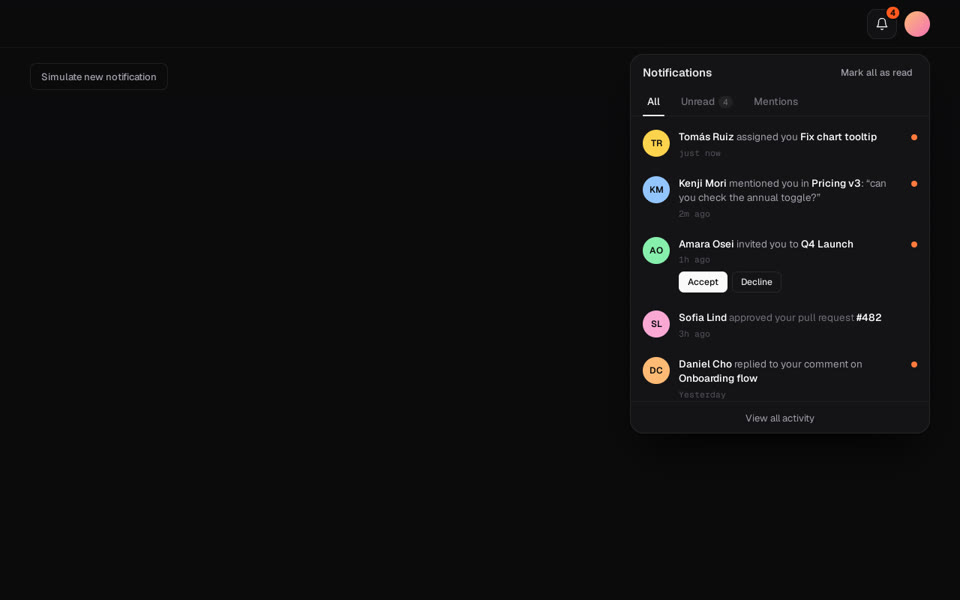 4
Simulate new notification
Notifications
Mark all as read
All
Unread 4
Mentions
TR
Tomás Ruiz assigned you Fix chart tooltip
just now
KM
Kenji Mori mentioned you in Pricing v3: “can
you check the annual toggle?”
2m ago
AO
Amara Osei invited you to Q4 Launch
1h ago
Accept
Decline
SL
Sofia Lind approved your pull request #482
3h ago
DC
Daniel Cho replied to your comment on
Onboarding flow
Yesterday
View all activity